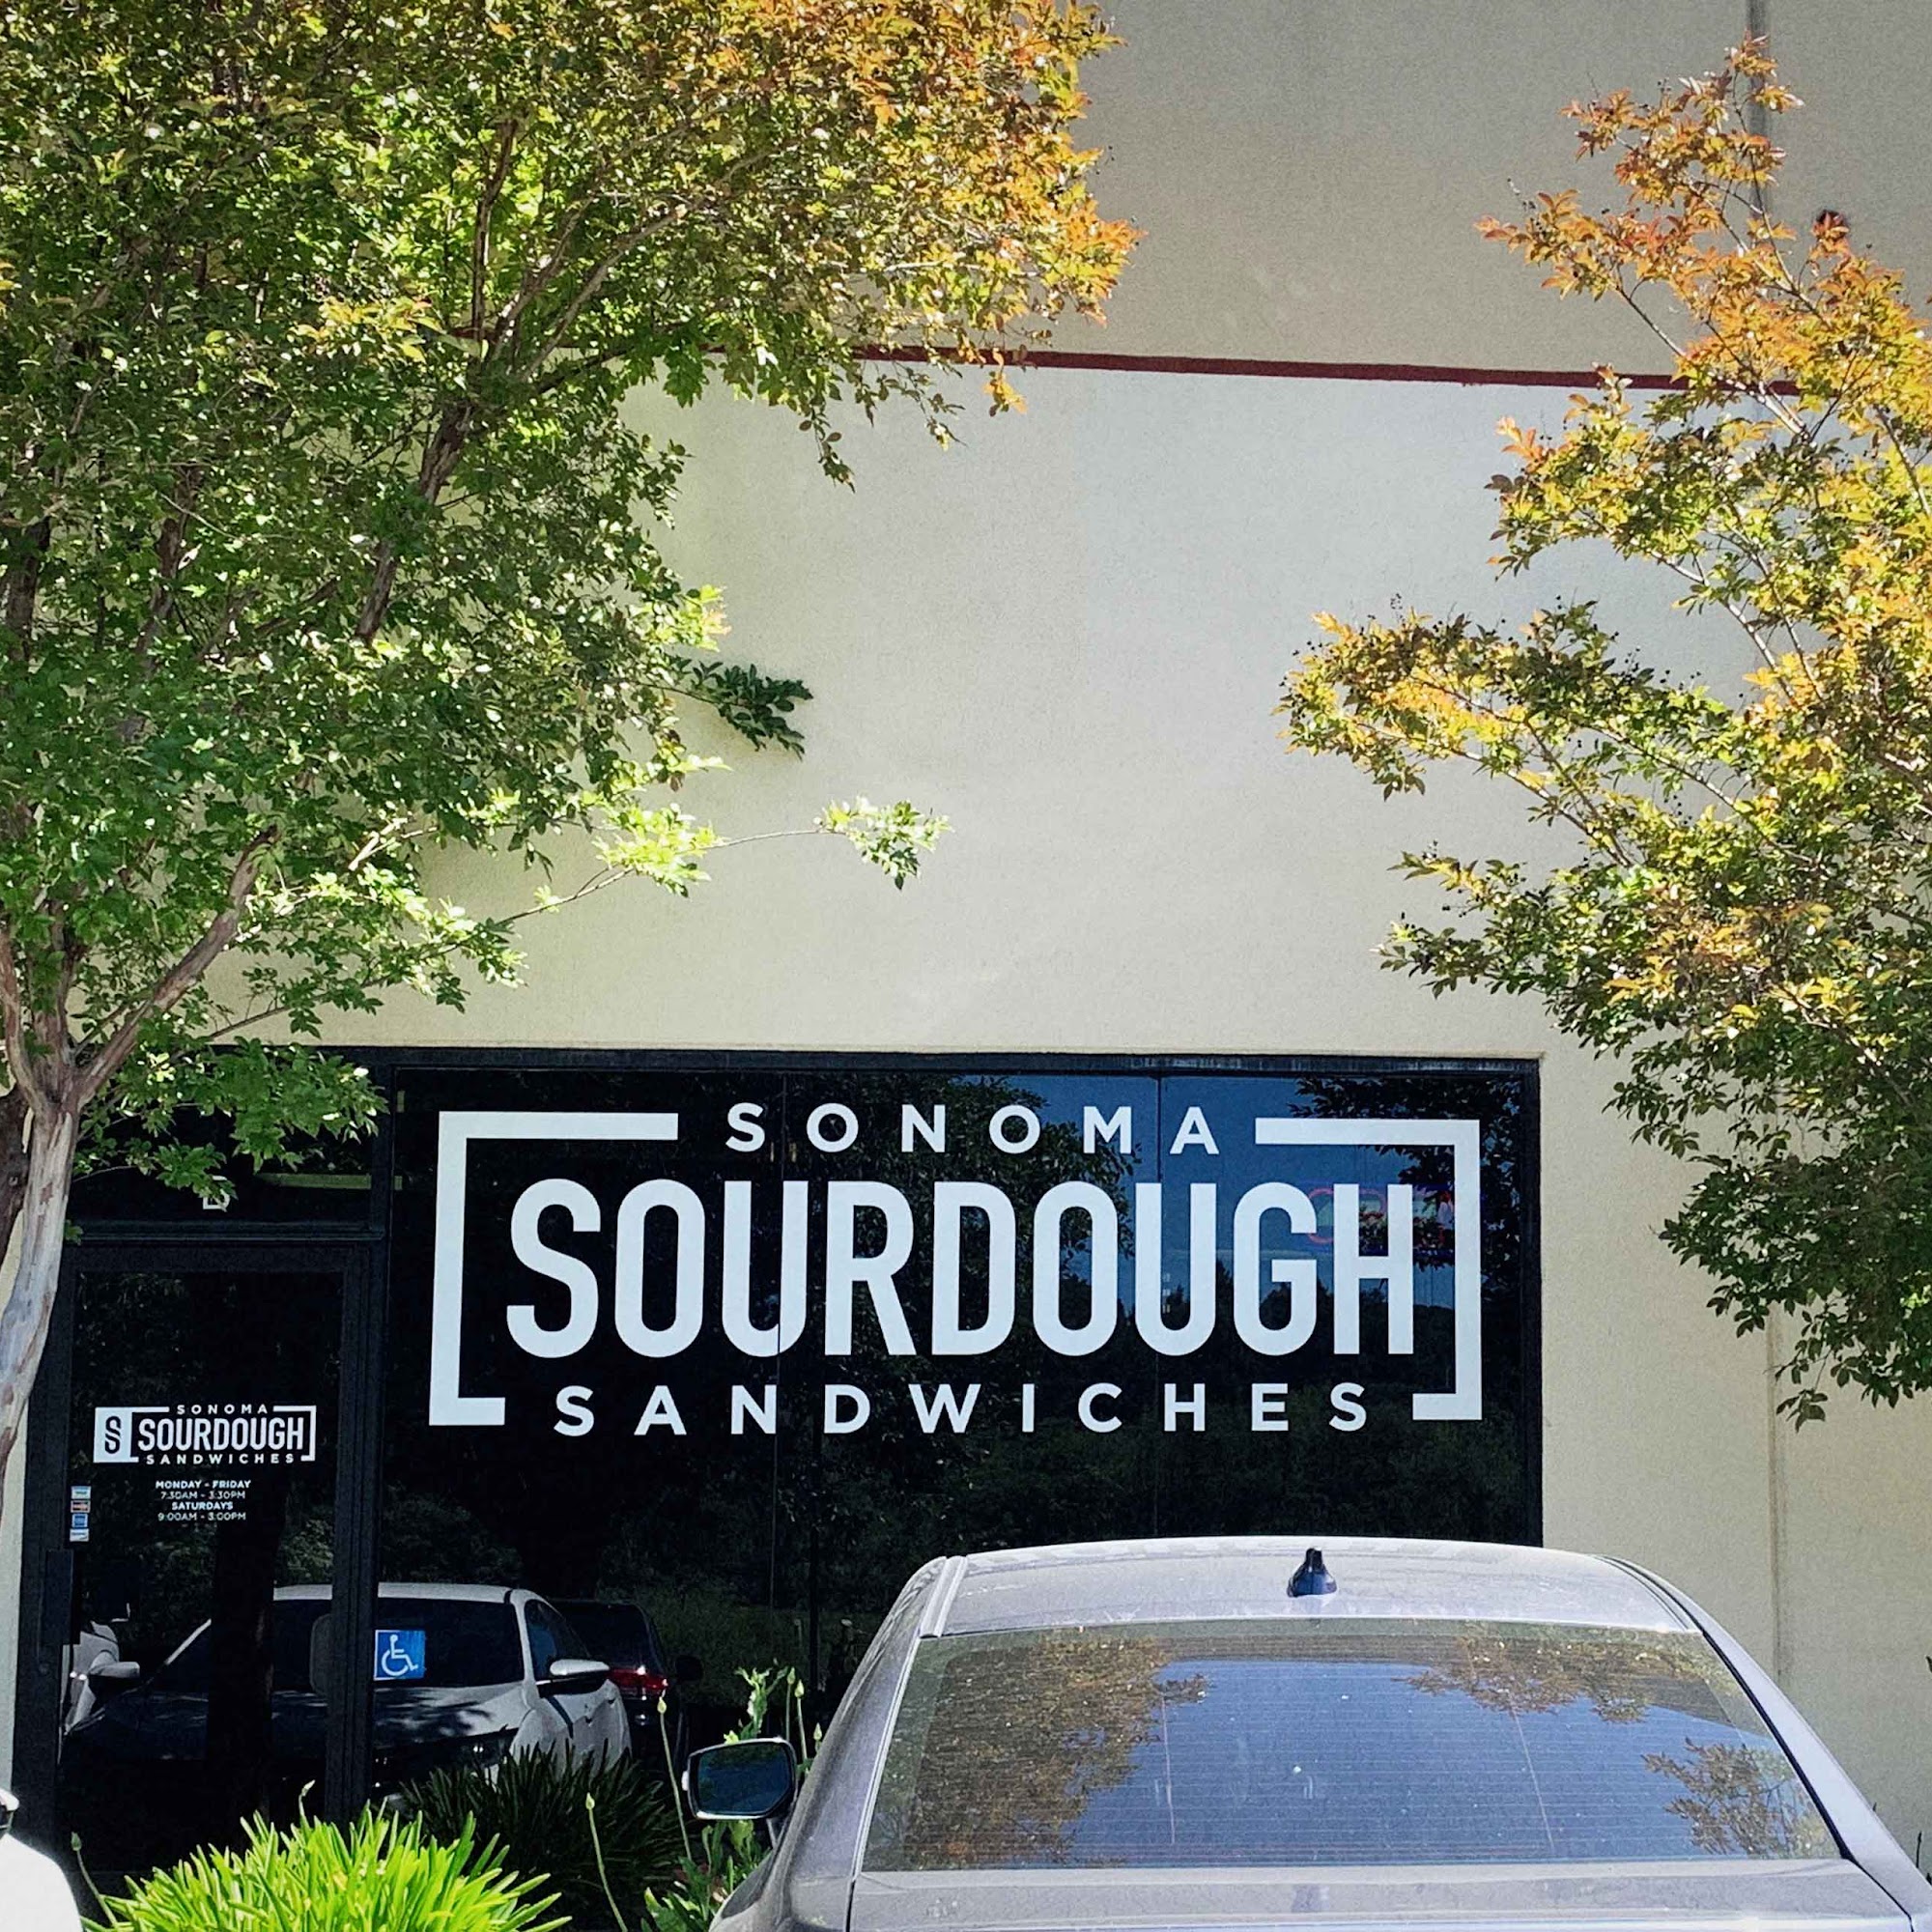 SONOMA
SOURDOUGH
SANDWICHES
S
SONOMA
SOURDOUGH
SANDWICHES
MONDAY - FRIDAY
7:30AM - 3:30PM
SATURDAYS
9:00AM - 3:00PM